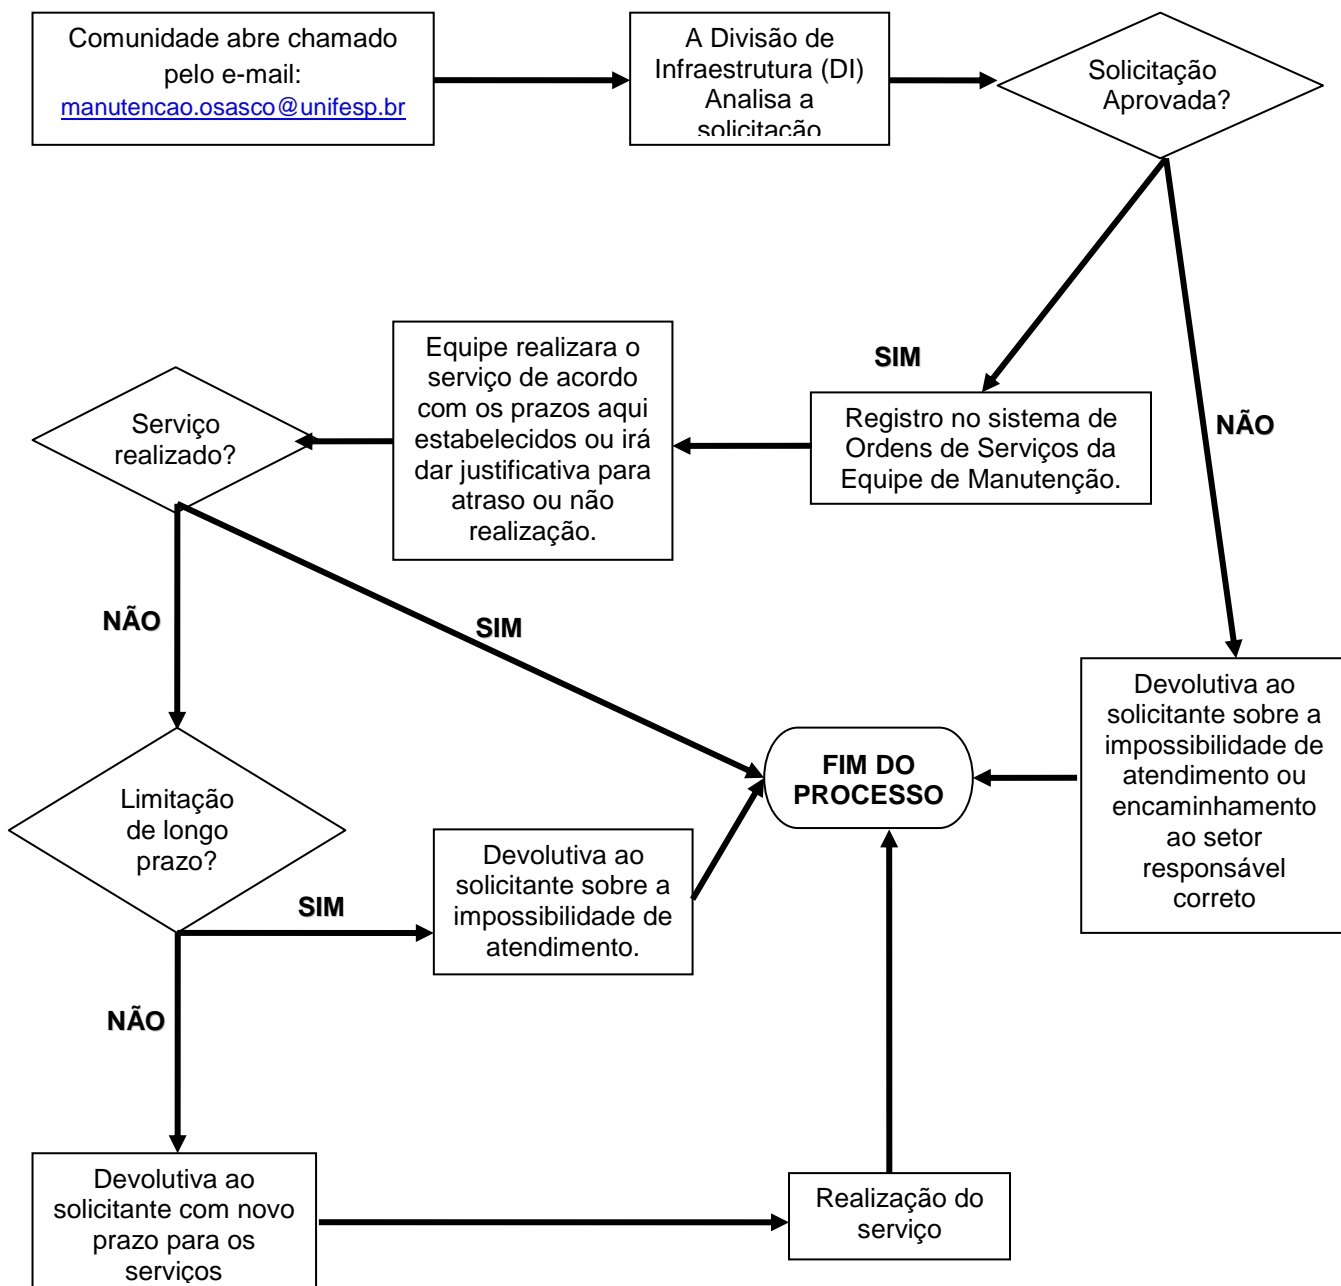 Comunidade abre chamado
pelo e-mail:
manutencao.osasco@unifesp.br
A Divisão de
Infraestrutura (DI)
Analisa a
solicitação
Solicitação
Aprovada?
SIM
NÃO
Registro no sistema de
Ordens de Serviços da
Equipe de Manutenção.
Equipe realizara o
serviço de acordo
com os prazos aqui
estabelecidos ou irá
dar justificativa para
atraso ou não
realização.
Serviço
realizado?
NÃO
SIM
Devolutiva ao
solicitante sobre a
impossibilidade de
atendimento ou
encaminhamento
ao setor
responsável
correto
FIM DO
PROCESSO
Limitação
de longo
prazo?
SIM
Devolutiva ao
solicitante sobre a
impossibilidade de
atendimento.
NÃO
Devolutiva ao
solicitante com novo
prazo para os
serviços
Realização do
serviço